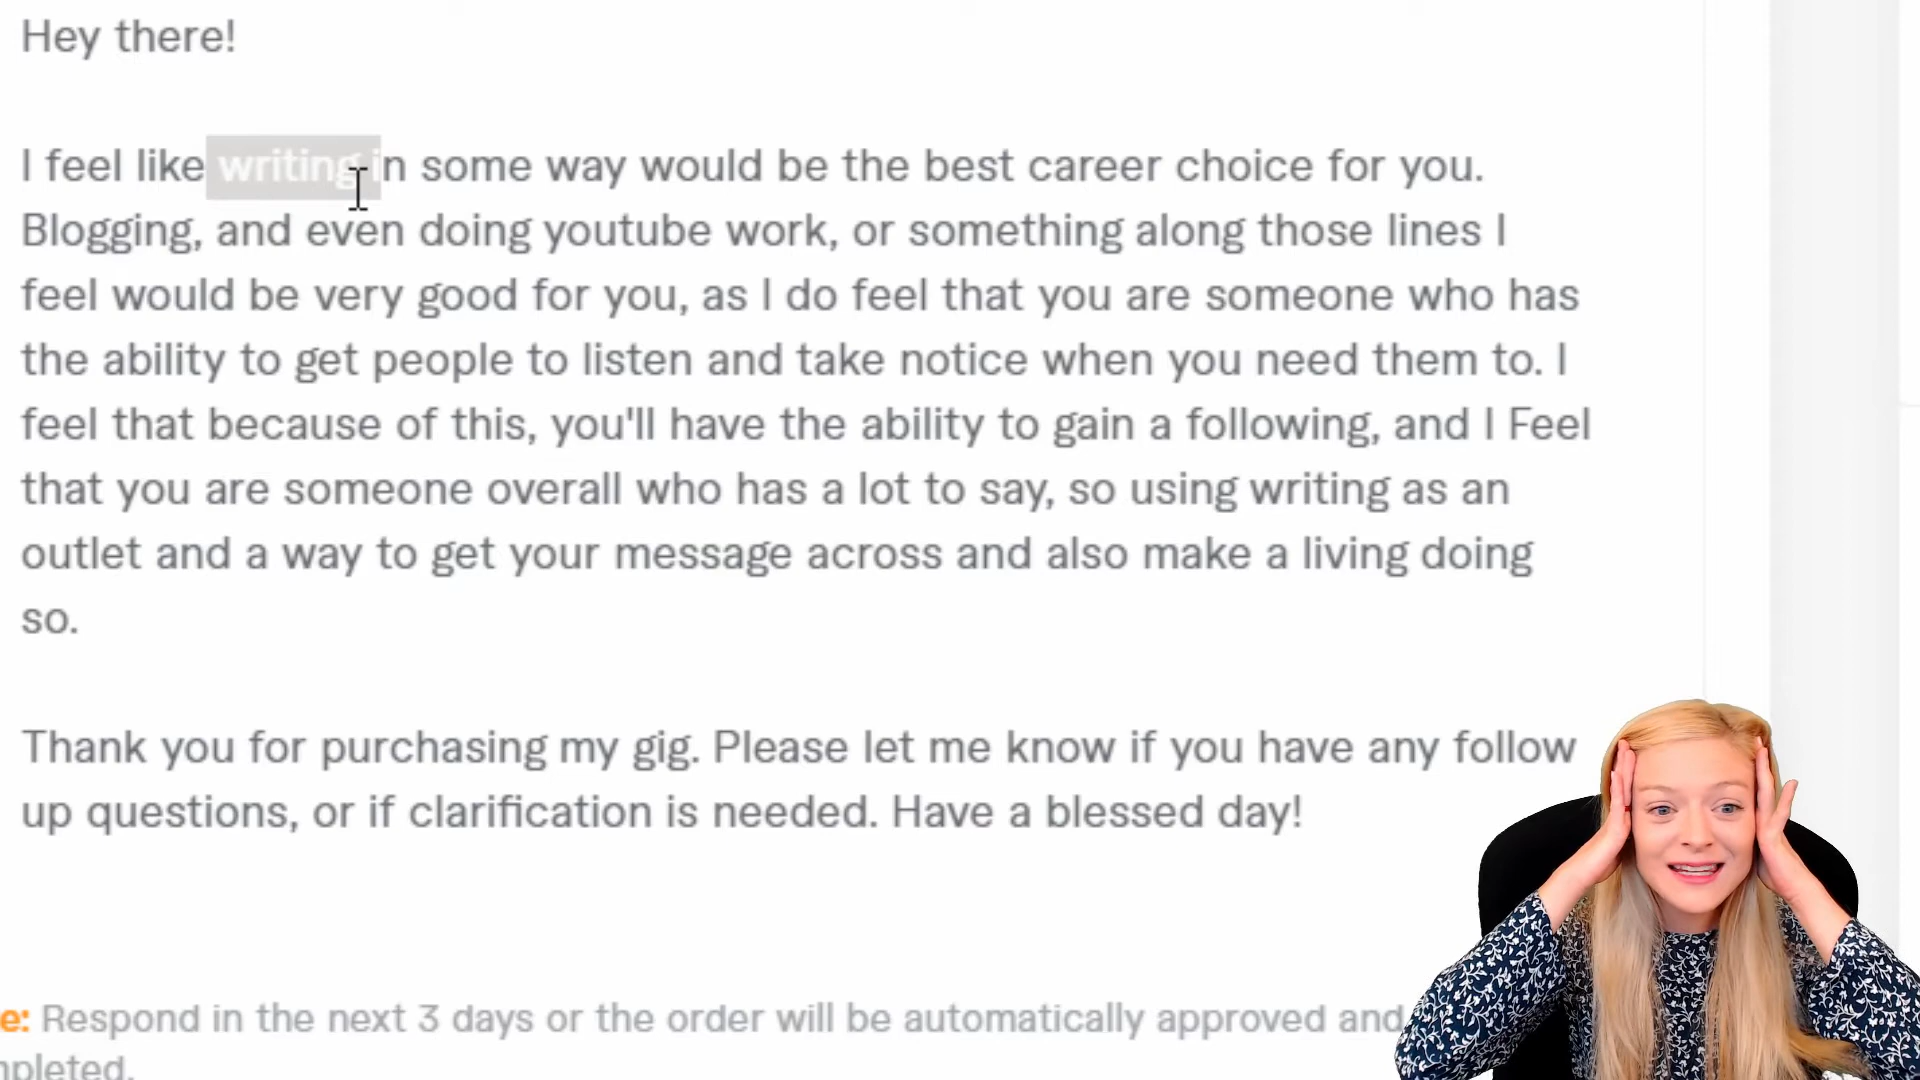 Hey there!
I feel like writing in some way would be the best career choice for you.
Blogging, and even doing youtube work, or something along those lines I
feel would be very good for you, as I do feel that you are someone who has
the ability to get people to listen and take notice when you need them to. I
feel that because of this, you'll have the ability to gain a following, and I Feel
that you are someone overall who has a lot to say, so using writing as an
outlet and a way to get your message across and also make a living doing
so.
Thank you for purchasing my gig. Please let me know if you have any follow
up questions, or if clarification is needed. Have a blessed day!
e: Respond in the next 3 days or the order will be automatically approved and
mpleted.